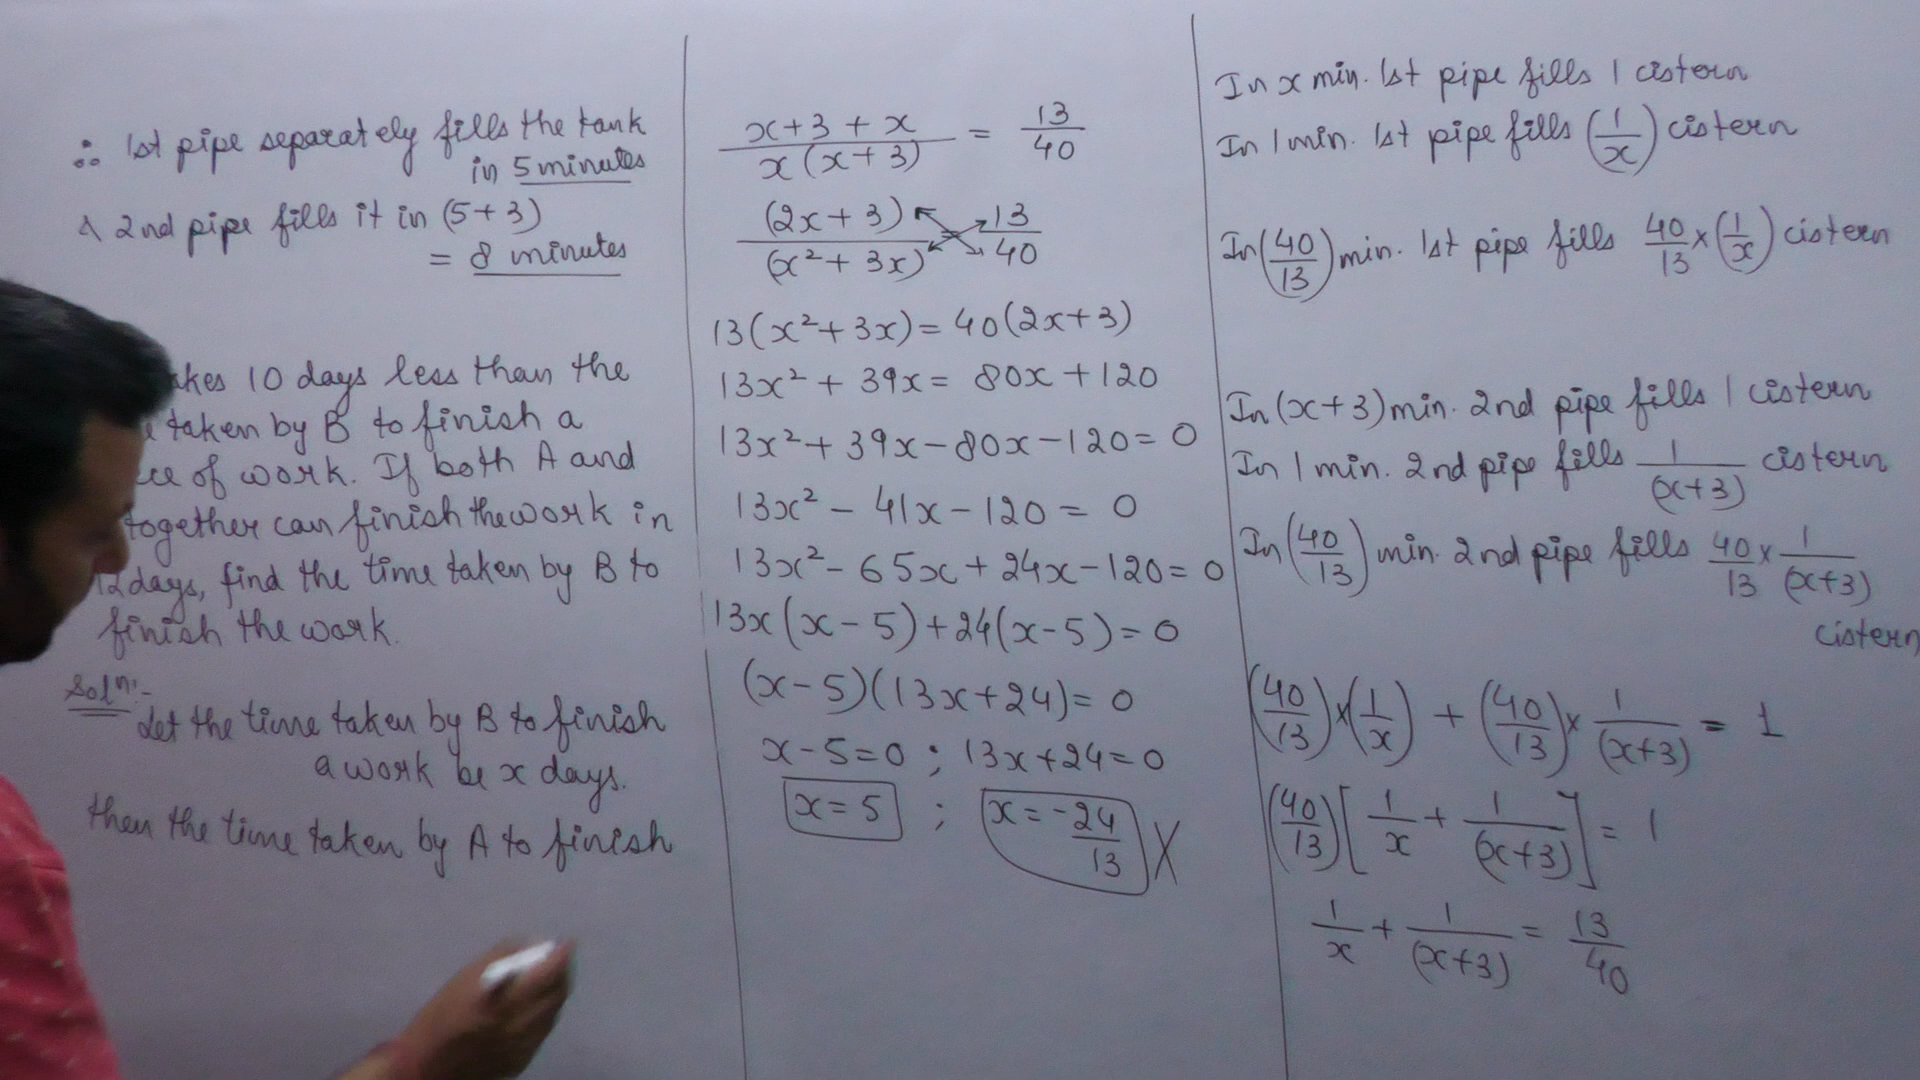 ∴ 1st pipe separately fills the tank
in 5 minutes
& 2nd pipe fills it in (5+3)
= 8 minutes
10 days less than the
taken by B to finish a
of work. If both A and
together can finish the work in
12 days, find the time taken by B to
finish the work.
Solⁿ:-
Let the time taken by B to finish
a work be x days.
then the time taken by A to finish
x+3+x / x(x+3) = 13/40
(2x+3) / (x²+3x) = 13/40
13(x²+3x) = 40(2x+3)
13x² + 39x = 80x + 120
13x² + 39x - 80x - 120 = 0
13x² - 41x - 120 = 0
13x² - 65x + 24x - 120 = 0
13x(x-5) + 24(x-5) = 0
(x-5)(13x+24) = 0
x-5=0 ; 13x+24=0
x=5 ; x=-24/13 X
In x min. 1st pipe fills 1 cistern
In 1 min. 1st pipe fills (1/x) cistern
In (40/13) min. 1st pipe fills 40/13 × (1/x) cistern
In (x+3) min. 2nd pipe fills 1 cistern
In 1 min. 2nd pipe fills 1/(x+3) cistern
In (40/13) min. 2nd pipe fills 40/13 × 1/(x+3)
cistern
(40/13) × (1/x) + (40/13) × 1/(x+3) = 1
(40/13) [1/x + 1/(x+3)] = 1
1/x + 1/(x+3) = 13/40